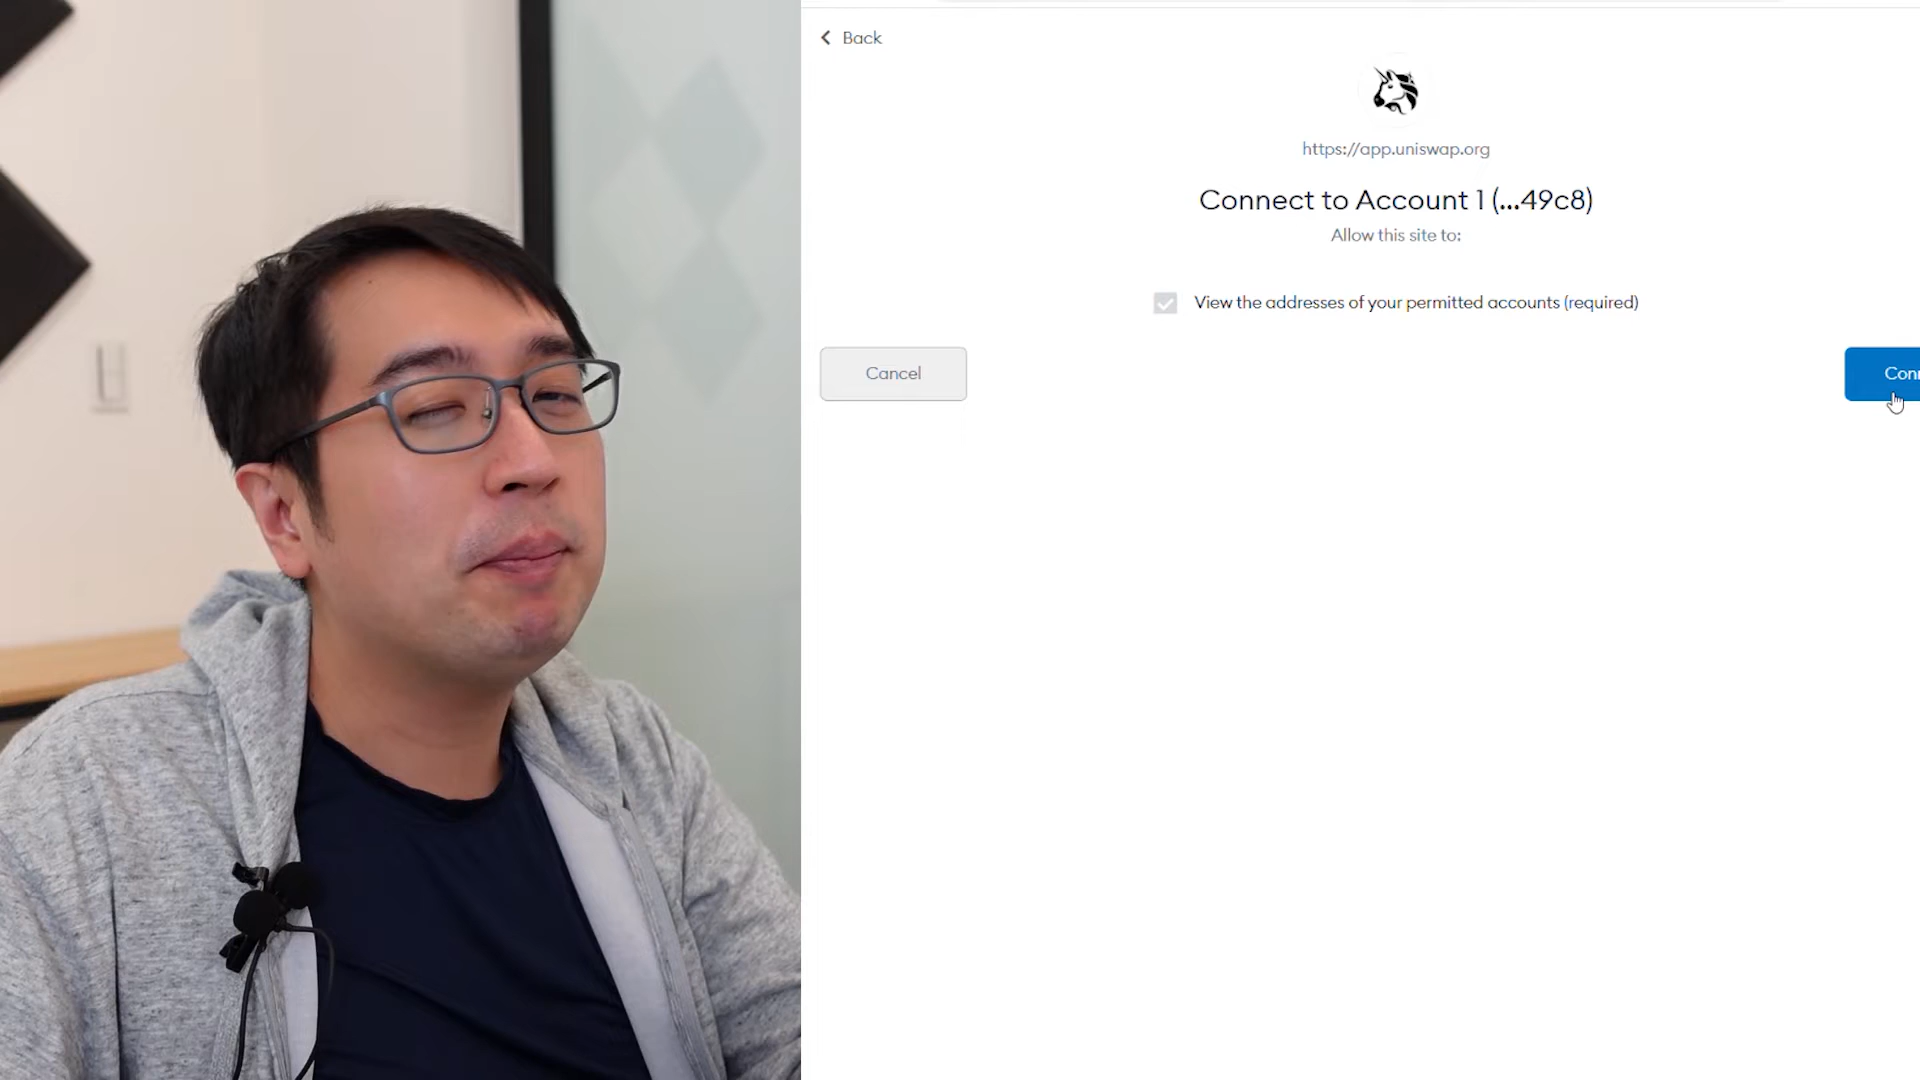 Back
https://app.uniswap.org
Connect to Account 1 (...49c8)
Allow this site to:
View the addresses of your permitted accounts (required)
Cancel
Conn